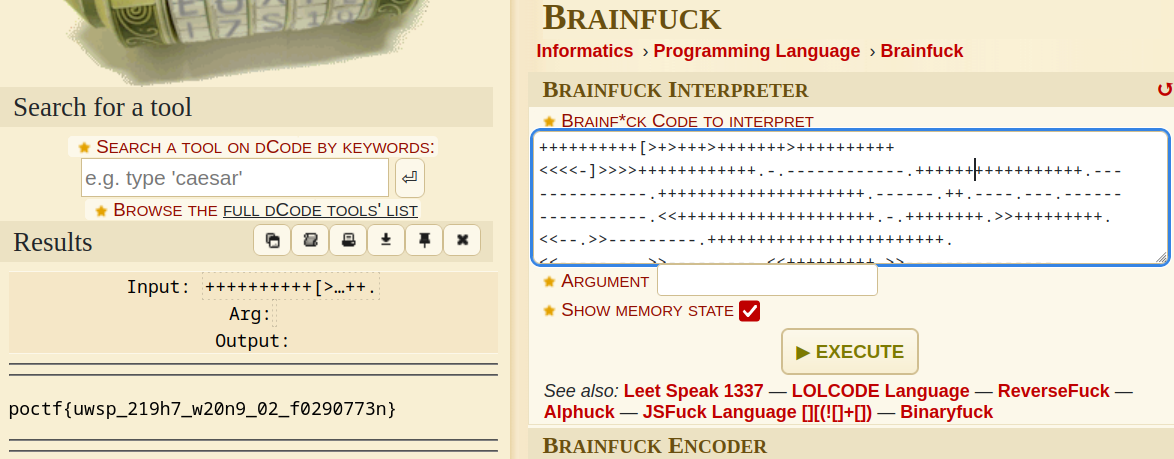 BRAINFUCK
Informatics › Programming Language › Brainfuck
Search for a tool
SEARCH A TOOL ON DCODE BY KEYWORDS:
e.g. type 'caesar'
BROWSE THE FULL DCODE TOOLS' LIST
Results
Input: ++++++++++[>…++.
Arg:
Output:
poctf{uwsp_219h7_w20n9_02_f0290773n}
BRAINFUCK INTERPRETER
BRAINF*CK CODE TO INTERPRET
++++++++++[>+>+++>+++++++>++++++++++
<<<<-]>>>>++++++++++++.-.------------.+++++++++++++++++.---
-----------.+++++++++++++++++++++.------.++.----.---.------
-----------.<<++++++++++++++++++++.-.++++++++.>>+++++++++.
<<--.>>---------.++++++++++++++++++++++++.
ARGUMENT
SHOW MEMORY STATE
▶ EXECUTE
See also: Leet Speak 1337 — LOLCODE Language — ReverseFuck —
Alphuck — JSFuck Language [][(![]+[]) — Binaryfuck
BRAINFUCK ENCODER